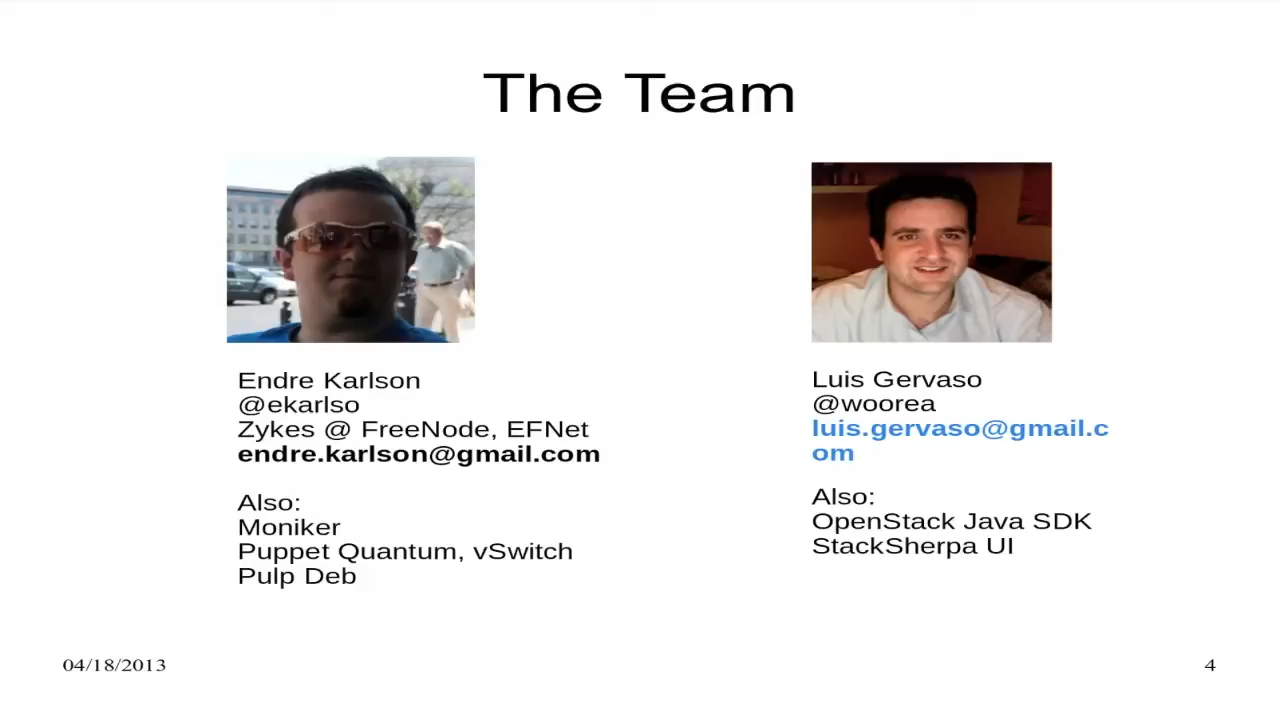 The Team
Endre Karlson
@ekarlso
Zykes @ FreeNode, EFNet
endre.karlson@gmail.com
Also:
Moniker
Puppet Quantum, vSwitch
Pulp Deb
Luis Gervaso
@woorea
luis.gervaso@gmail.c
om
Also:
OpenStack Java SDK
StackSherpa UI
04/18/2013
4